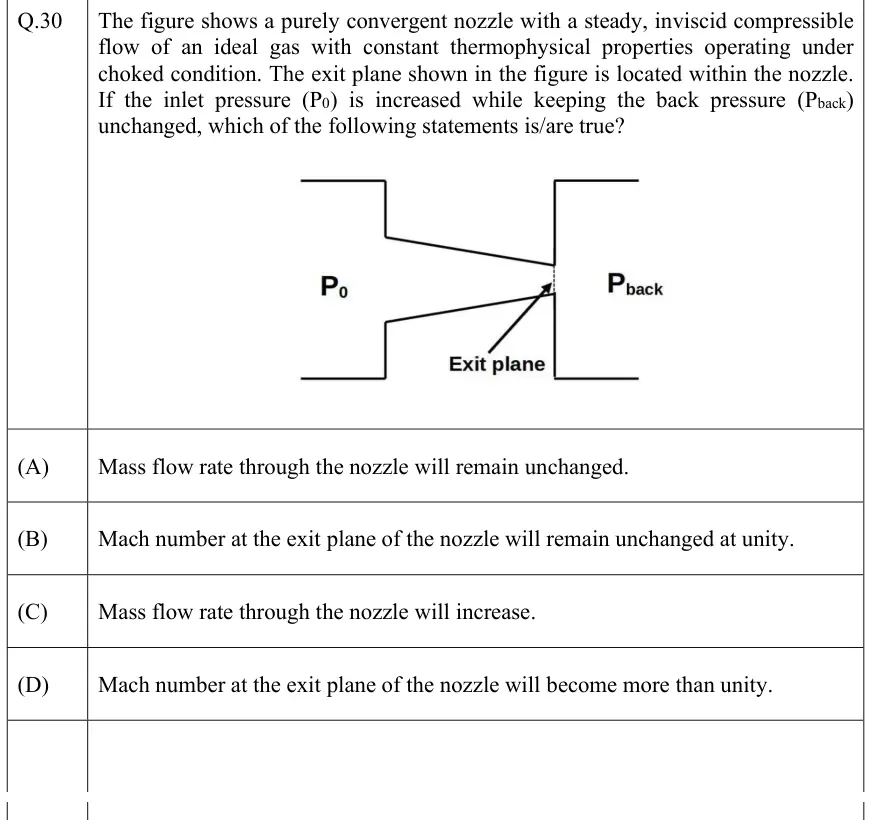 Q.30 The figure shows a purely convergent nozzle with a steady, inviscid compressible
flow of an ideal gas with constant thermophysical properties operating under
choked condition. The exit plane shown in the figure is located within the nozzle.
If the inlet pressure (P0) is increased while keeping the back pressure (Pback)
unchanged, which of the following statements is/are true?
P0
Pback
Exit plane
(A) Mass flow rate through the nozzle will remain unchanged.
(B) Mach number at the exit plane of the nozzle will remain unchanged at unity.
(C) Mass flow rate through the nozzle will increase.
(D) Mach number at the exit plane of the nozzle will become more than unity.